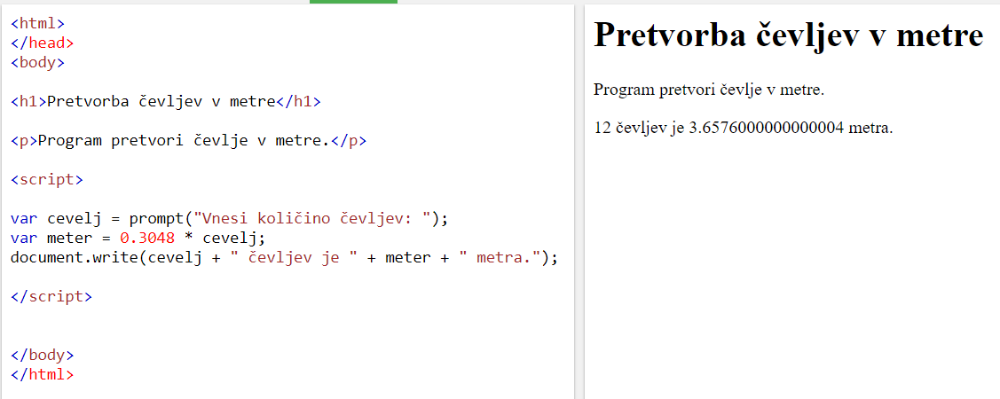 <html>
</head>
<body>
<h1>Pretvorba čevljev v metre</h1>
<p>Program pretvori čevlje v metre.</p>
<script>
var cevelj = prompt("Vnesi količino čevljev: ");
var meter = 0.3048 * cevelj;
document.write(cevelj + " čevljev je " + meter + " metra.");
</script>
</body>
</html>
Pretvorba čevljev v metre
Program pretvori čevlje v metre.
12 čevljev je 3.6576000000000004 metra.